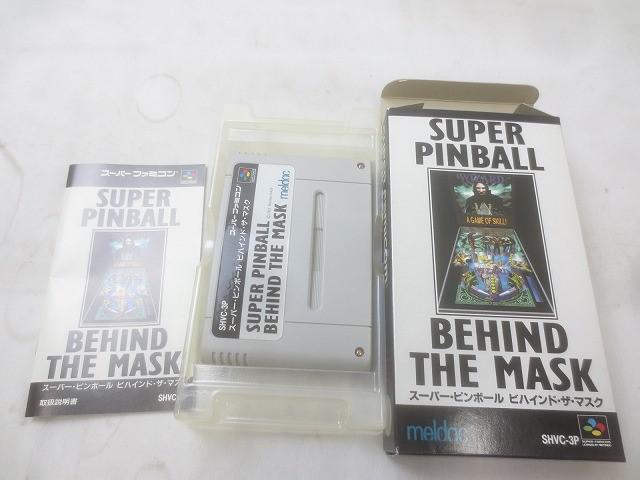 スーパーファミコン
SUPER
PINBALL
BEHIND
THE MASK
スーパー・ピンボール ビハインド・ザ・マスク
取扱説明書
SHVC
スーパーファミコン
meldac
SUPER PINBALL
BEHIND THE MASK
スーパー・ピンボール ビハインド・ザ・マスク
SHVC-3P
SUPER
PINBALL
WIZARD
A GAME OF SKILL!
BEHIND
THE MASK
スーパー・ピンボール ビハインド・ザ・マスク
meldac
SHVC-3P